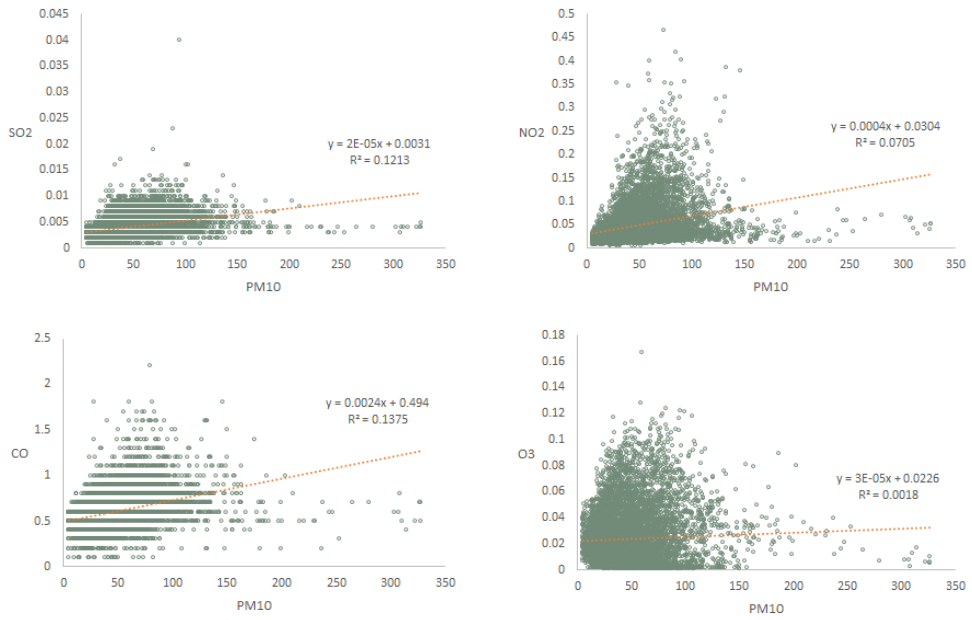 0.045
0.04
0.035
0.03
0.025
0.02
0.015
0.01
0.005
0
SO2
y = 2E-05x + 0.0031
R² = 0.1213
0 50 100 150 200 250 300 350
PM10
0.5
0.45
0.4
0.35
0.3
0.25
0.2
0.15
0.1
0.05
0
NO2
y = 0.0004x + 0.0304
R² = 0.0705
0 50 100 150 200 250 300 350
PM10
2.5
2
1.5
1
0.5
0
CO
y = 0.0024x + 0.494
R² = 0.1375
0 50 100 150 200 250 300 350
PM10
0.18
0.16
0.14
0.12
0.1
0.08
0.06
0.04
0.02
0
O3
y = 3E-05x + 0.0226
R² = 0.0018
0 50 100 150 200 250 300 350
PM10